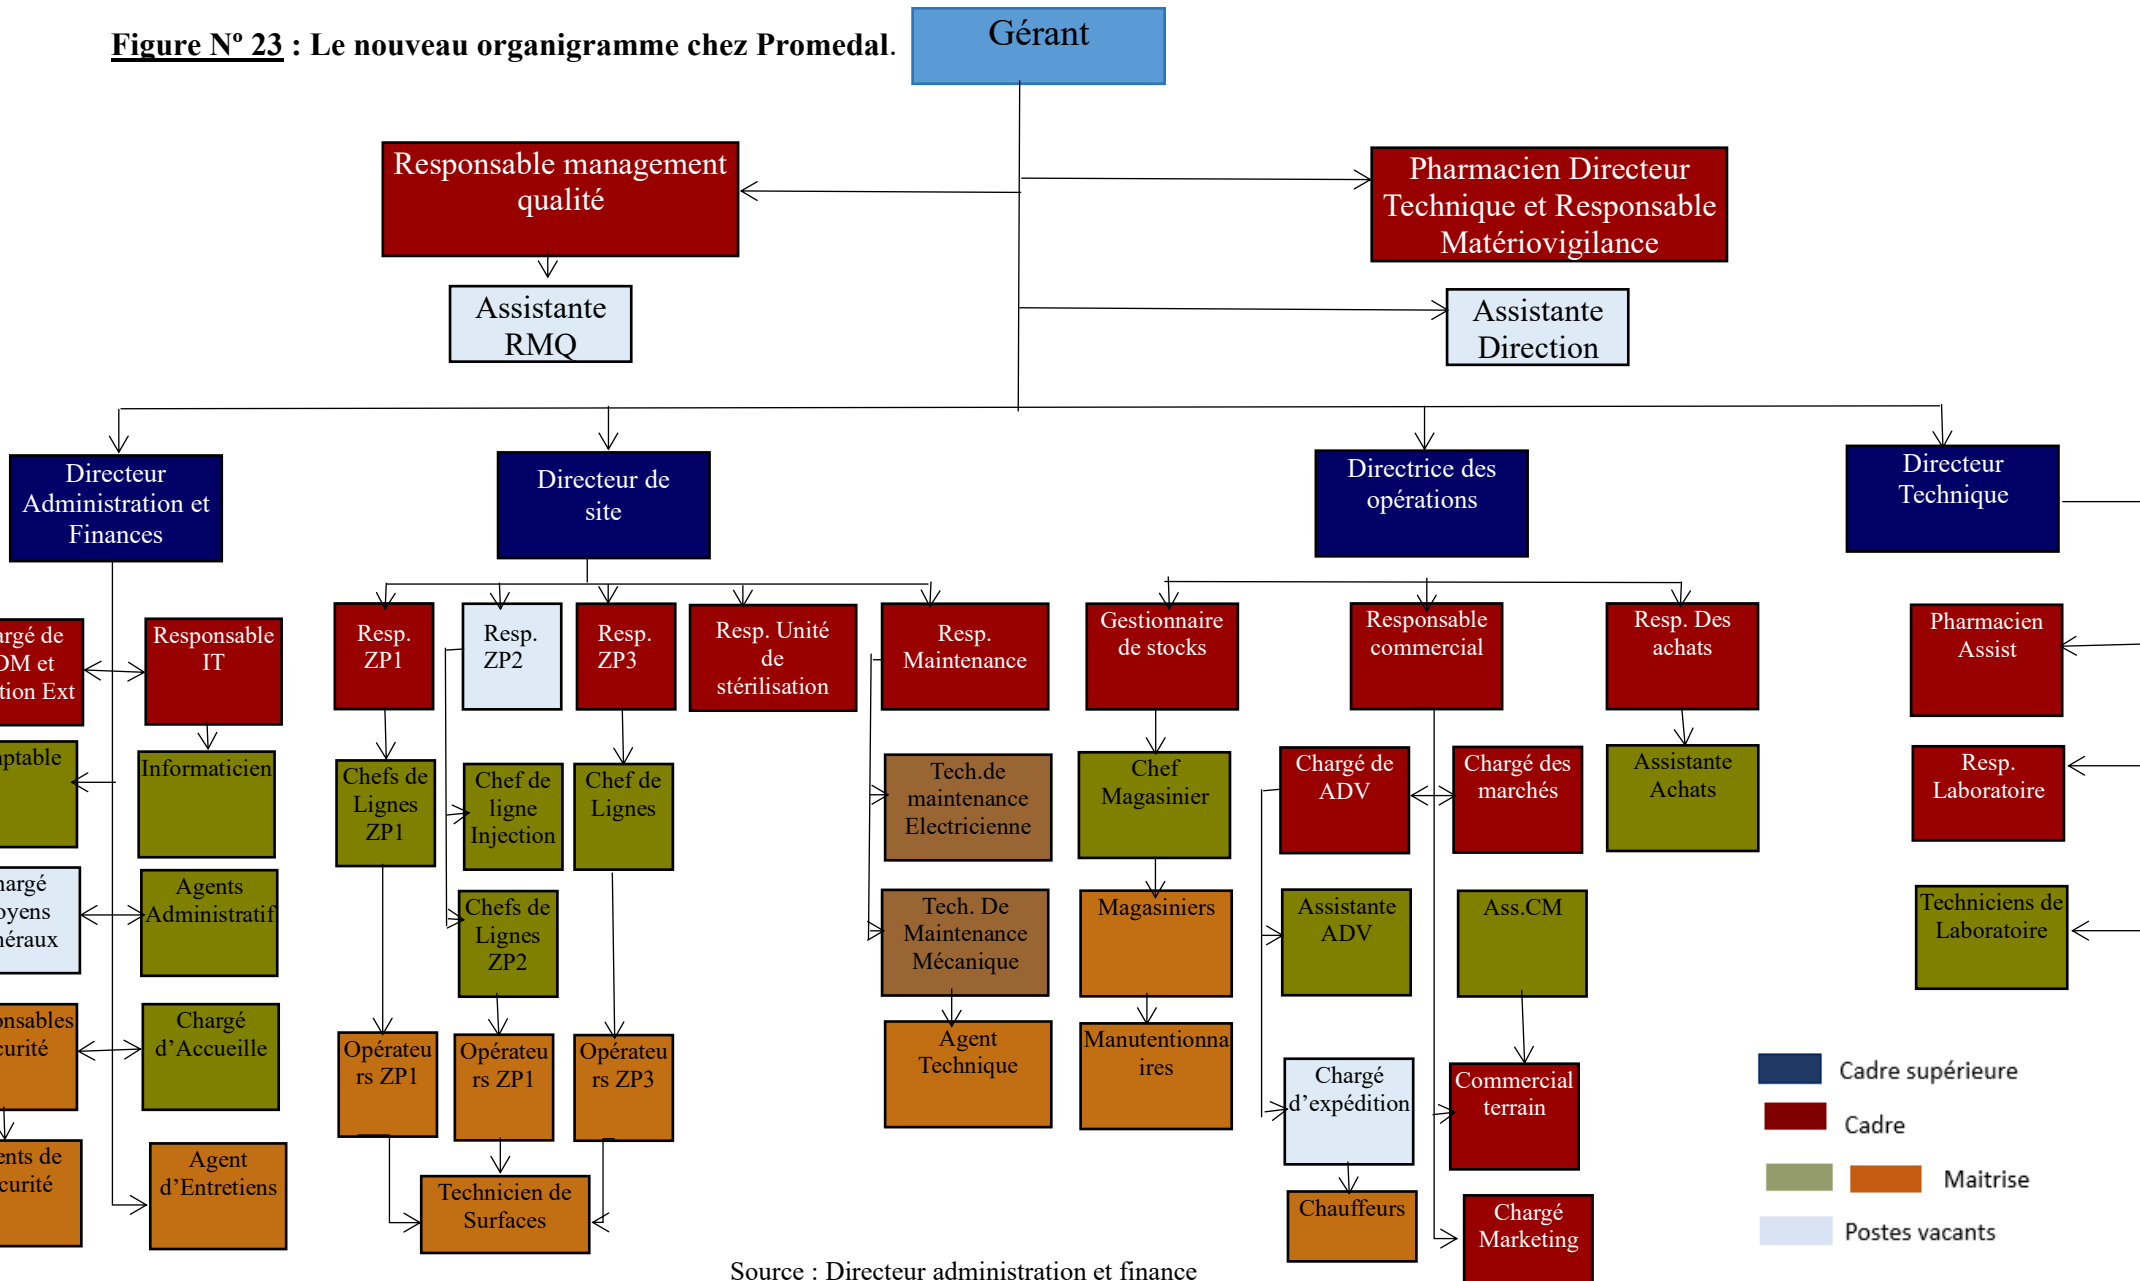 Figure Nº 23 : Le nouveau organigramme chez Promedal.
Gérant
Responsable management
qualité
Pharmacien Directeur
Technique et Responsable
Matériovigilance
Assistante
RMQ
Assistante
Direction
Directeur
Administration et
Finances
Directeur de
site
Directrice des
opérations
Directeur
Technique
de
et
Ext
Responsable
IT
Resp.
ZP1
Resp.
ZP2
Resp.
ZP3
Resp. Unité
de
stérilisation
Resp.
Maintenance
Gestionnaire
de stocks
Responsable
commercial
Resp. Des
achats
Pharmacien
Assist
Informaticien
Chefs de
Lignes
ZP1
Chef de
ligne
Injection
Chef de
Lignes
Tech.de
maintenance
Electricienne
Chef
Magasinier
Chargé de
ADV
Chargé des
marchés
Assistante
Achats
Resp.
Laboratoire
Agents
Administratif
Chefs de
Lignes
ZP2
Tech. De
Maintenance
Mécanique
Magasiniers
Assistante
ADV
Ass.CM
Techniciens de
Laboratoire
Chargé
d’Accueille
Opérateu
rs ZP1
Opérateu
rs ZP1
Opérateu
rs ZP3
Agent
Technique
Manutentionna
ires
Chargé
d’expédition
Commercial
terrain
de
Agent
d’Entretiens
Technicien de
Surfaces
Chauffeurs
Chargé
Marketing
Cadre supérieure
Cadre
Maitrise
Postes vacants
Source : Directeur administration et finance